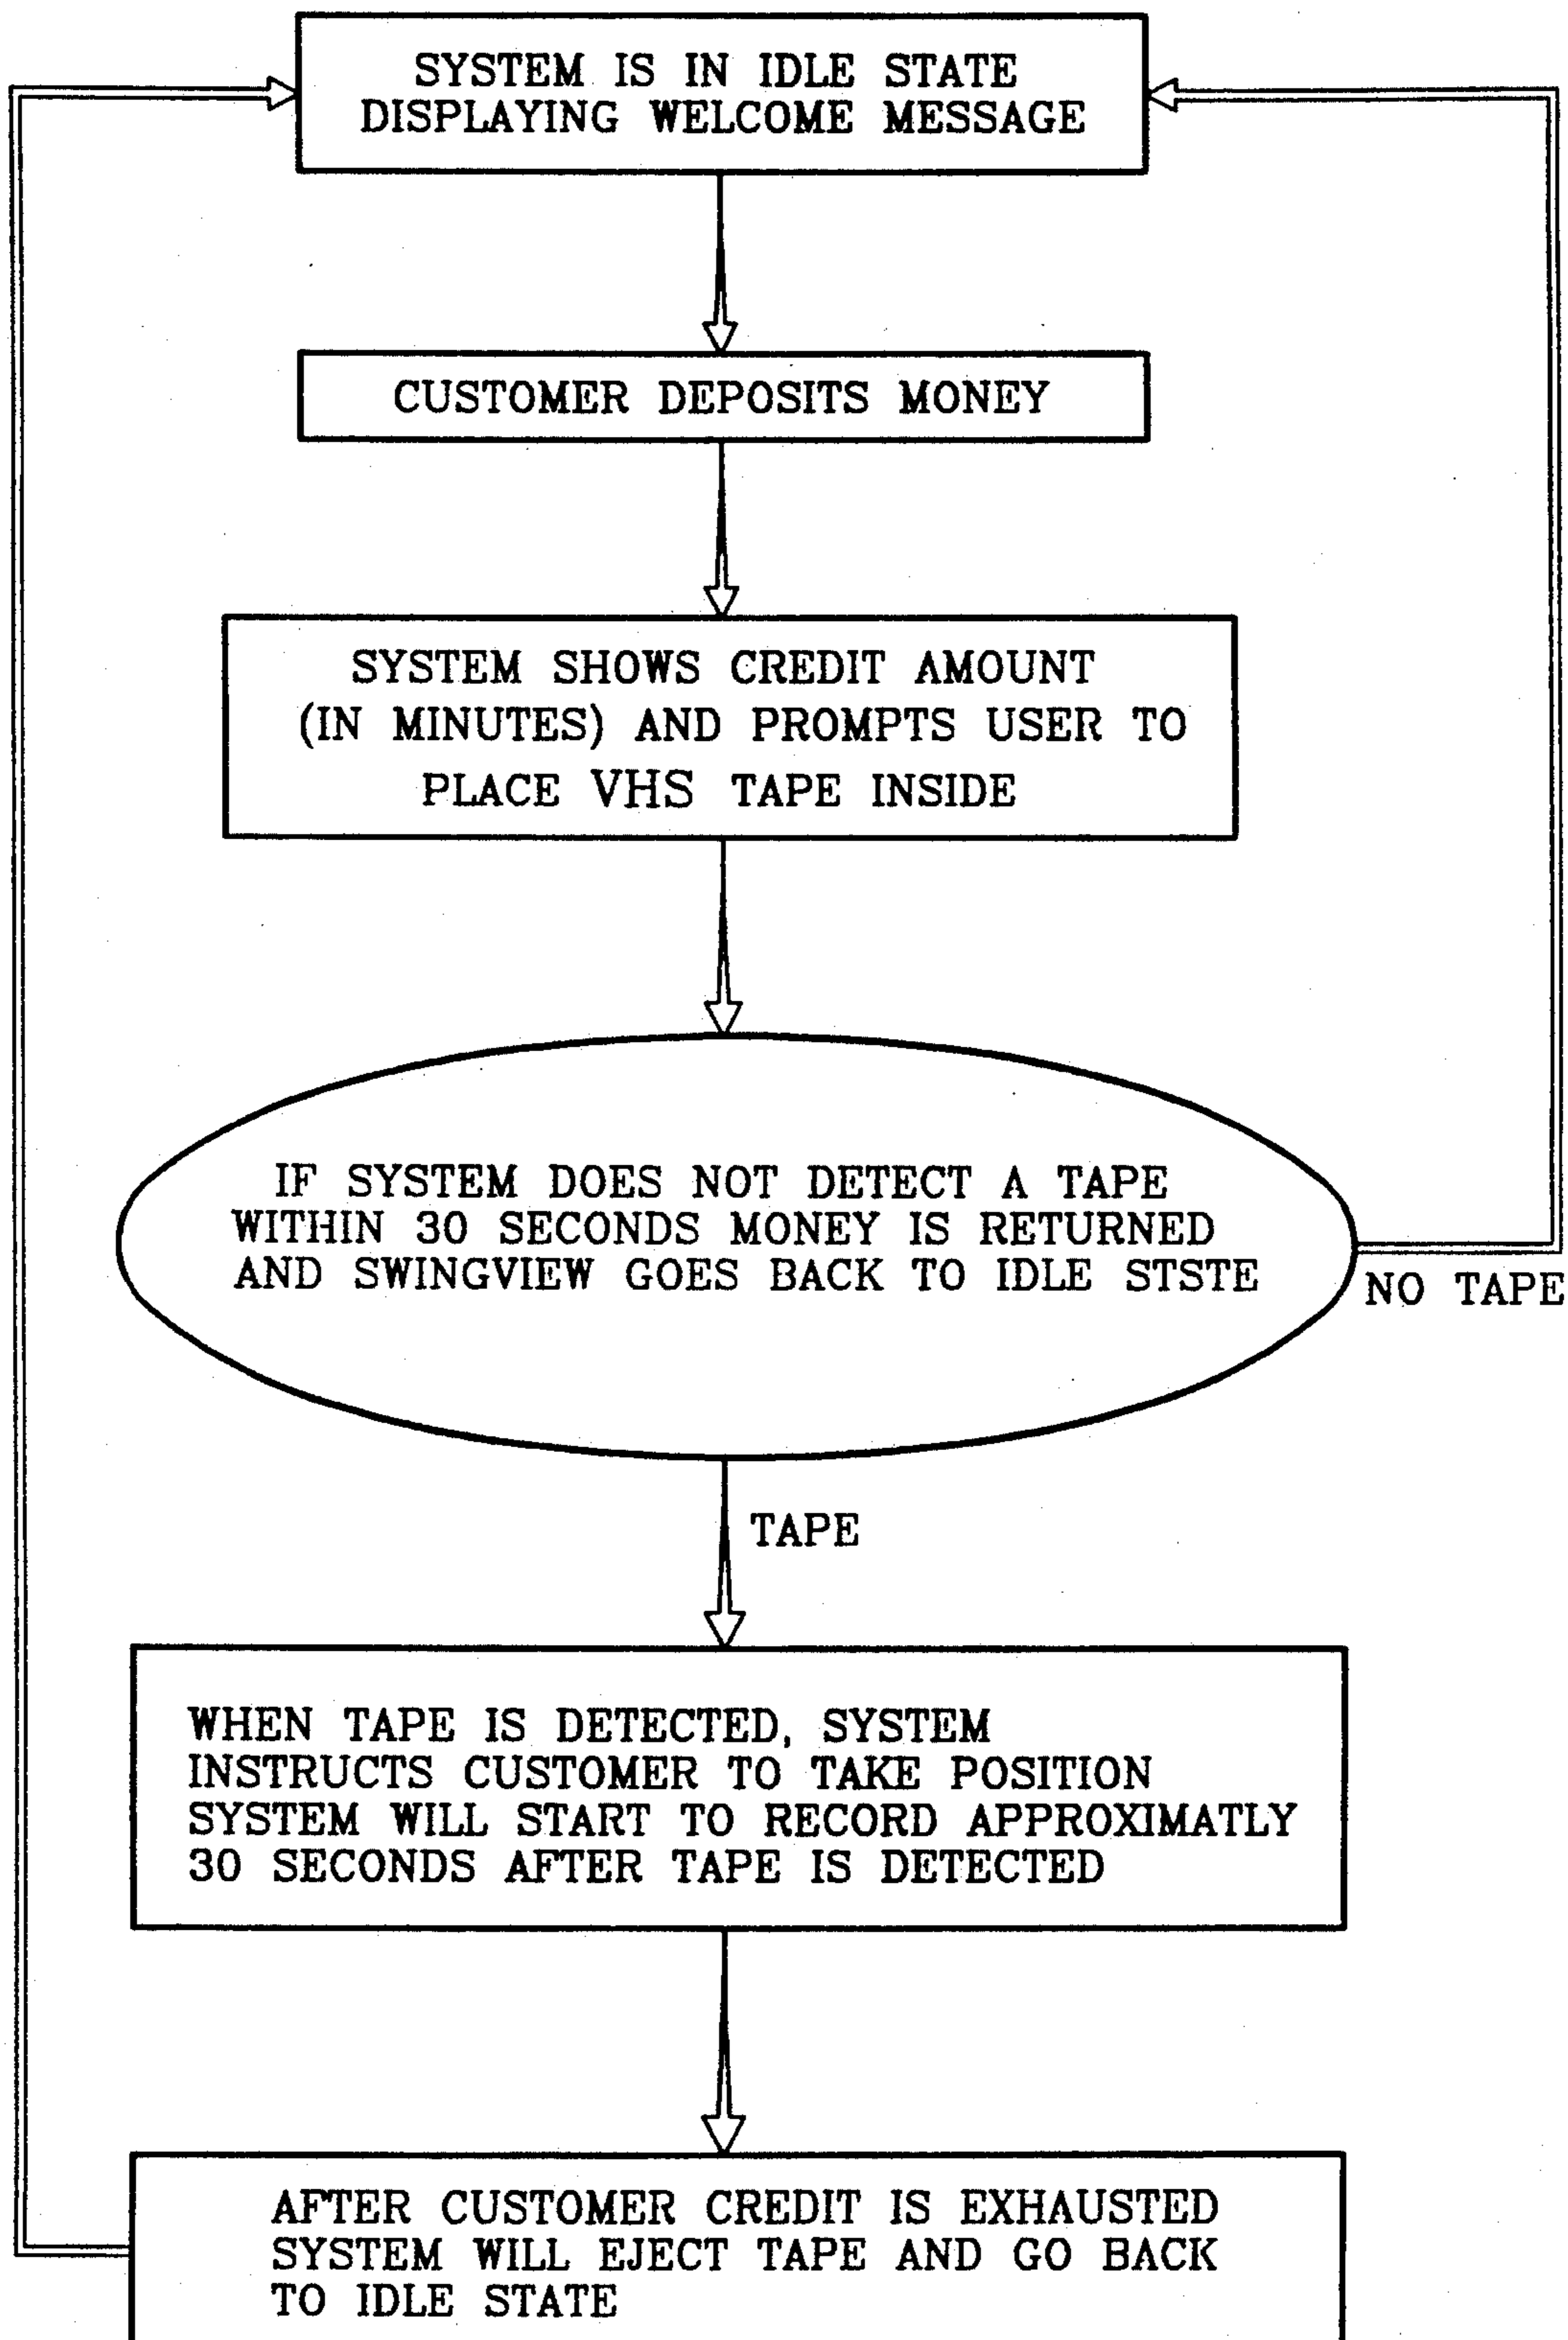 SYSTEM IS IN IDLE STATE
DISPLAYING WELCOME MESSAGE
CUSTOMER DEPOSITS MONEY
SYSTEM SHOWS CREDIT AMOUNT
(IN MINUTES) AND PROMPTS USER TO
PLACE VHS TAPE INSIDE
IF SYSTEM DOES NOT DETECT A TAPE
WITHIN 30 SECONDS MONEY IS RETURNED
AND SWINGVIEW GOES BACK TO IDLE STSTE
NO TAPE
TAPE
WHEN TAPE IS DETECTED, SYSTEM
INSTRUCTS CUSTOMER TO TAKE POSITION
SYSTEM WILL START TO RECORD APPROXIMATLY
30 SECONDS AFTER TAPE IS DETECTED
AFTER CUSTOMER CREDIT IS EXHAUSTED
SYSTEM WILL EJECT TAPE AND GO BACK
TO IDLE STATE